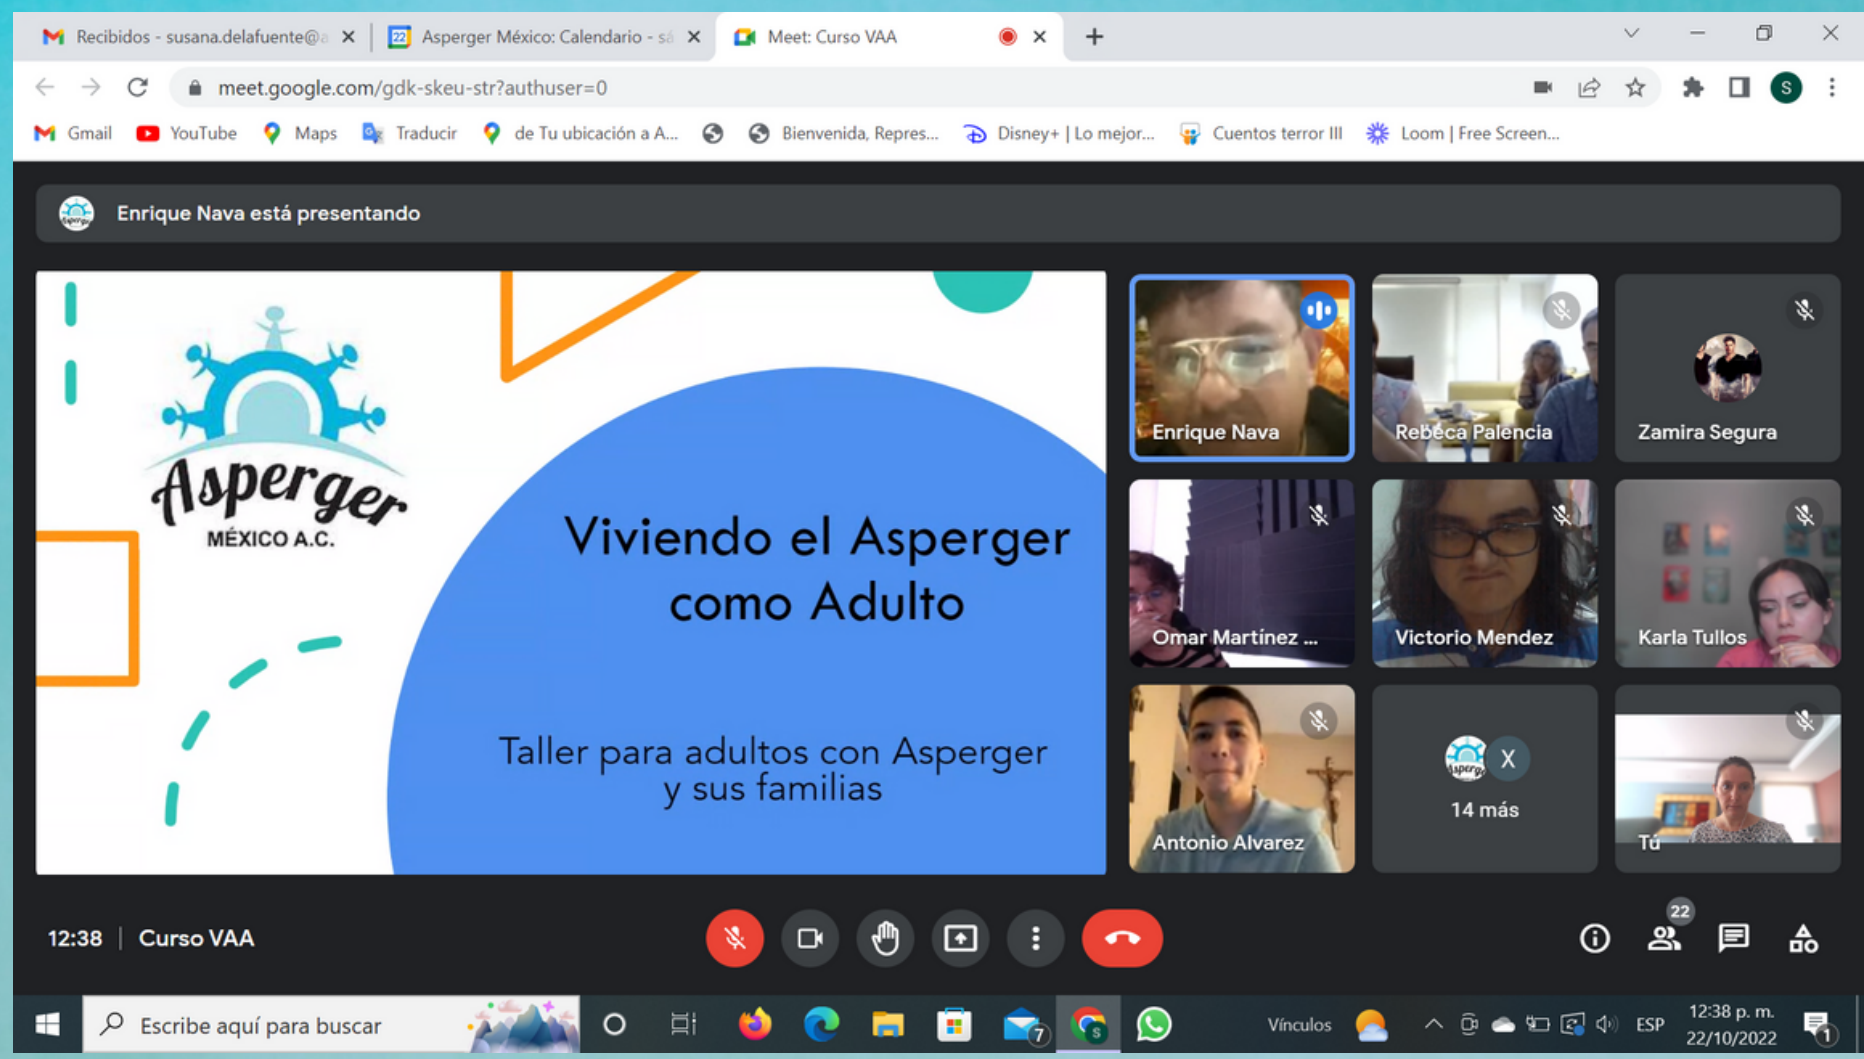 Recibidos - susana.delafuente@a
Asperger México: Calendario - sá
Meet: Curso VAA
meet.google.com/gdk-skeu-str?authuser=0
S
Gmail
YouTube
Maps
Traducir
de Tu ubicación a A...
Bienvenida, Repres...
Disney+ | Lo mejor...
Cuentos terror III
Loom | Free Screen...
Enrique Nava está presentando
Asperger
MÉXICO A.C.
Viviendo el Asperger
como Adulto
Taller para adultos con Asperger
y sus familias
Enrique Nava
Rebeca Palencia
Zamira Segura
Omar Martínez ...
Victorio Mendez
Karla Tullos
Antonio Alvarez
X
14 más
Tú
12:38 | Curso VAA
22
Escribe aquí para buscar
7
S
Vínculos
ESP
12:38 p. m.
22/10/2022
1